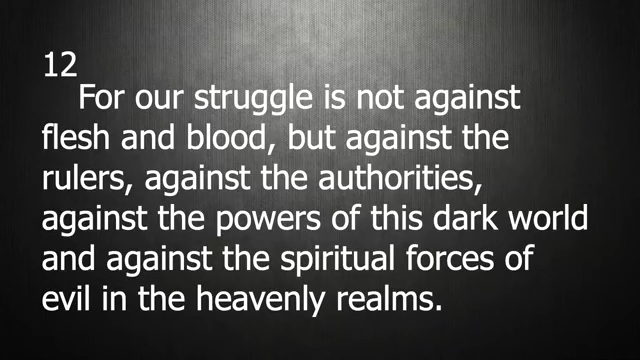 12
For our struggle is not against
flesh and blood, but against the
rulers, against the authorities,
against the powers of this dark world
and against the spiritual forces of
evil in the heavenly realms.